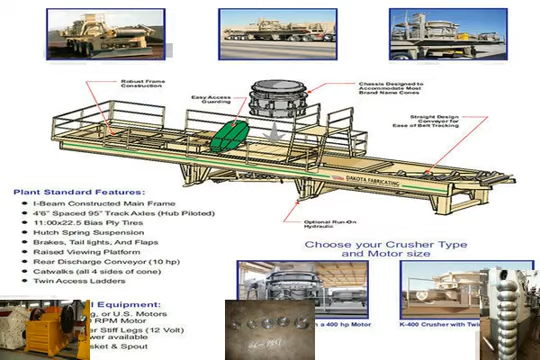 Robust Frame
Construction
Easy Access
Guarding
Chassis Designed to
Accommodate Most
Brand Name Cones
Straight Design
Conveyor for
Ease of Belt Tracking
DAKOTA FABRICATING
Optional Run-On
Hydraulic
Plant Standard Features:
I-Beam Constructed Main Frame
4'6" Spaced 95" Track Axles (Hub Piloted)
11:00x22.5 Bias Ply Tires
Hutch Spring Suspension
Brakes, Tail lights, And Flaps
Raised Viewing Platform
Rear Discharge Conveyor (10 hp)
Catwalks (all 4 sides of cone)
Twin Access Ladders
Choose your Crusher Type
and Motor size
Equipment:
or U.S. Motors
RPM Motor
Stiff Legs (12 Volt)
available
& Spout
a 400 hp Motor
K-400 Crusher with